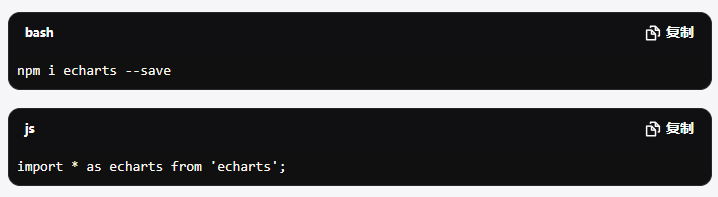 bash
复制
npm i echarts --save
js
复制
import * as echarts from 'echarts';